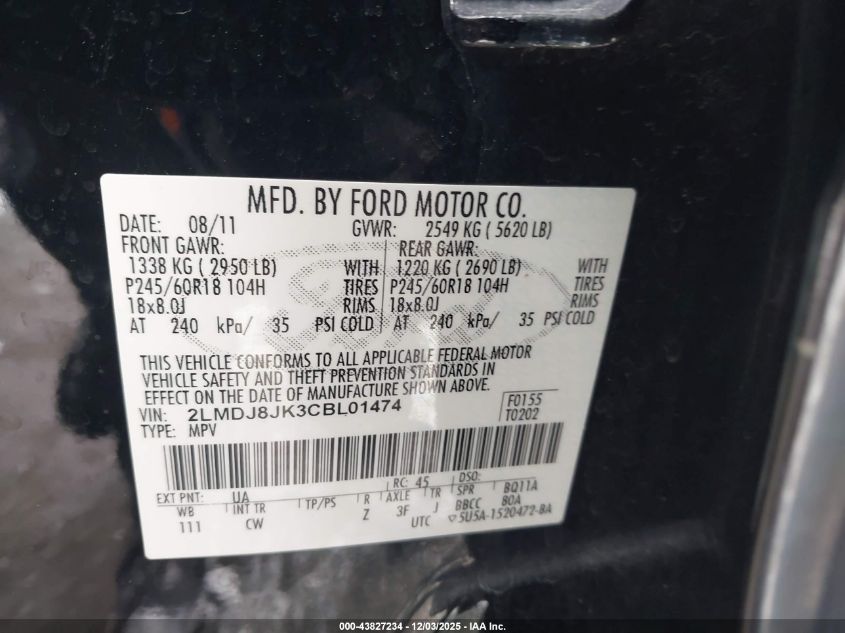 MFD. BY FORD MOTOR CO.
DATE: 08/11 GVWR: 2549 KG ( 5620 LB)
FRONT GAWR: REAR GAWR:
1338 KG ( 2950 LB) WITH 1220 KG ( 2690 LB) WITH
P245/60R18 104H TIRES P245/60R18 104H TIRES
18x8.0J RIMS 18x8.0J RIMS
AT 240 kPa/ 35 PSI COLD AT 240 kPa/ 35 PSI COLD
THIS VEHICLE CONFORMS TO ALL APPLICABLE FEDERAL MOTOR
VEHICLE SAFETY AND THEFT PREVENTION STANDARDS IN
EFFECT ON THE DATE OF MANUFACTURE SHOWN ABOVE.
VIN: 2LMDJ8JK3CBL01474 F0155
TYPE: MPV T0202
EXT PNT: UA RC: 45 DSO:
WB INT TR TP/PS R AXLE TR SPR BQ11A
111 CW Z 3F J BBCC 80A
UTC ▽5U5A-1520472-BA
000-43827234 - 12/03/2025 - IAA Inc.